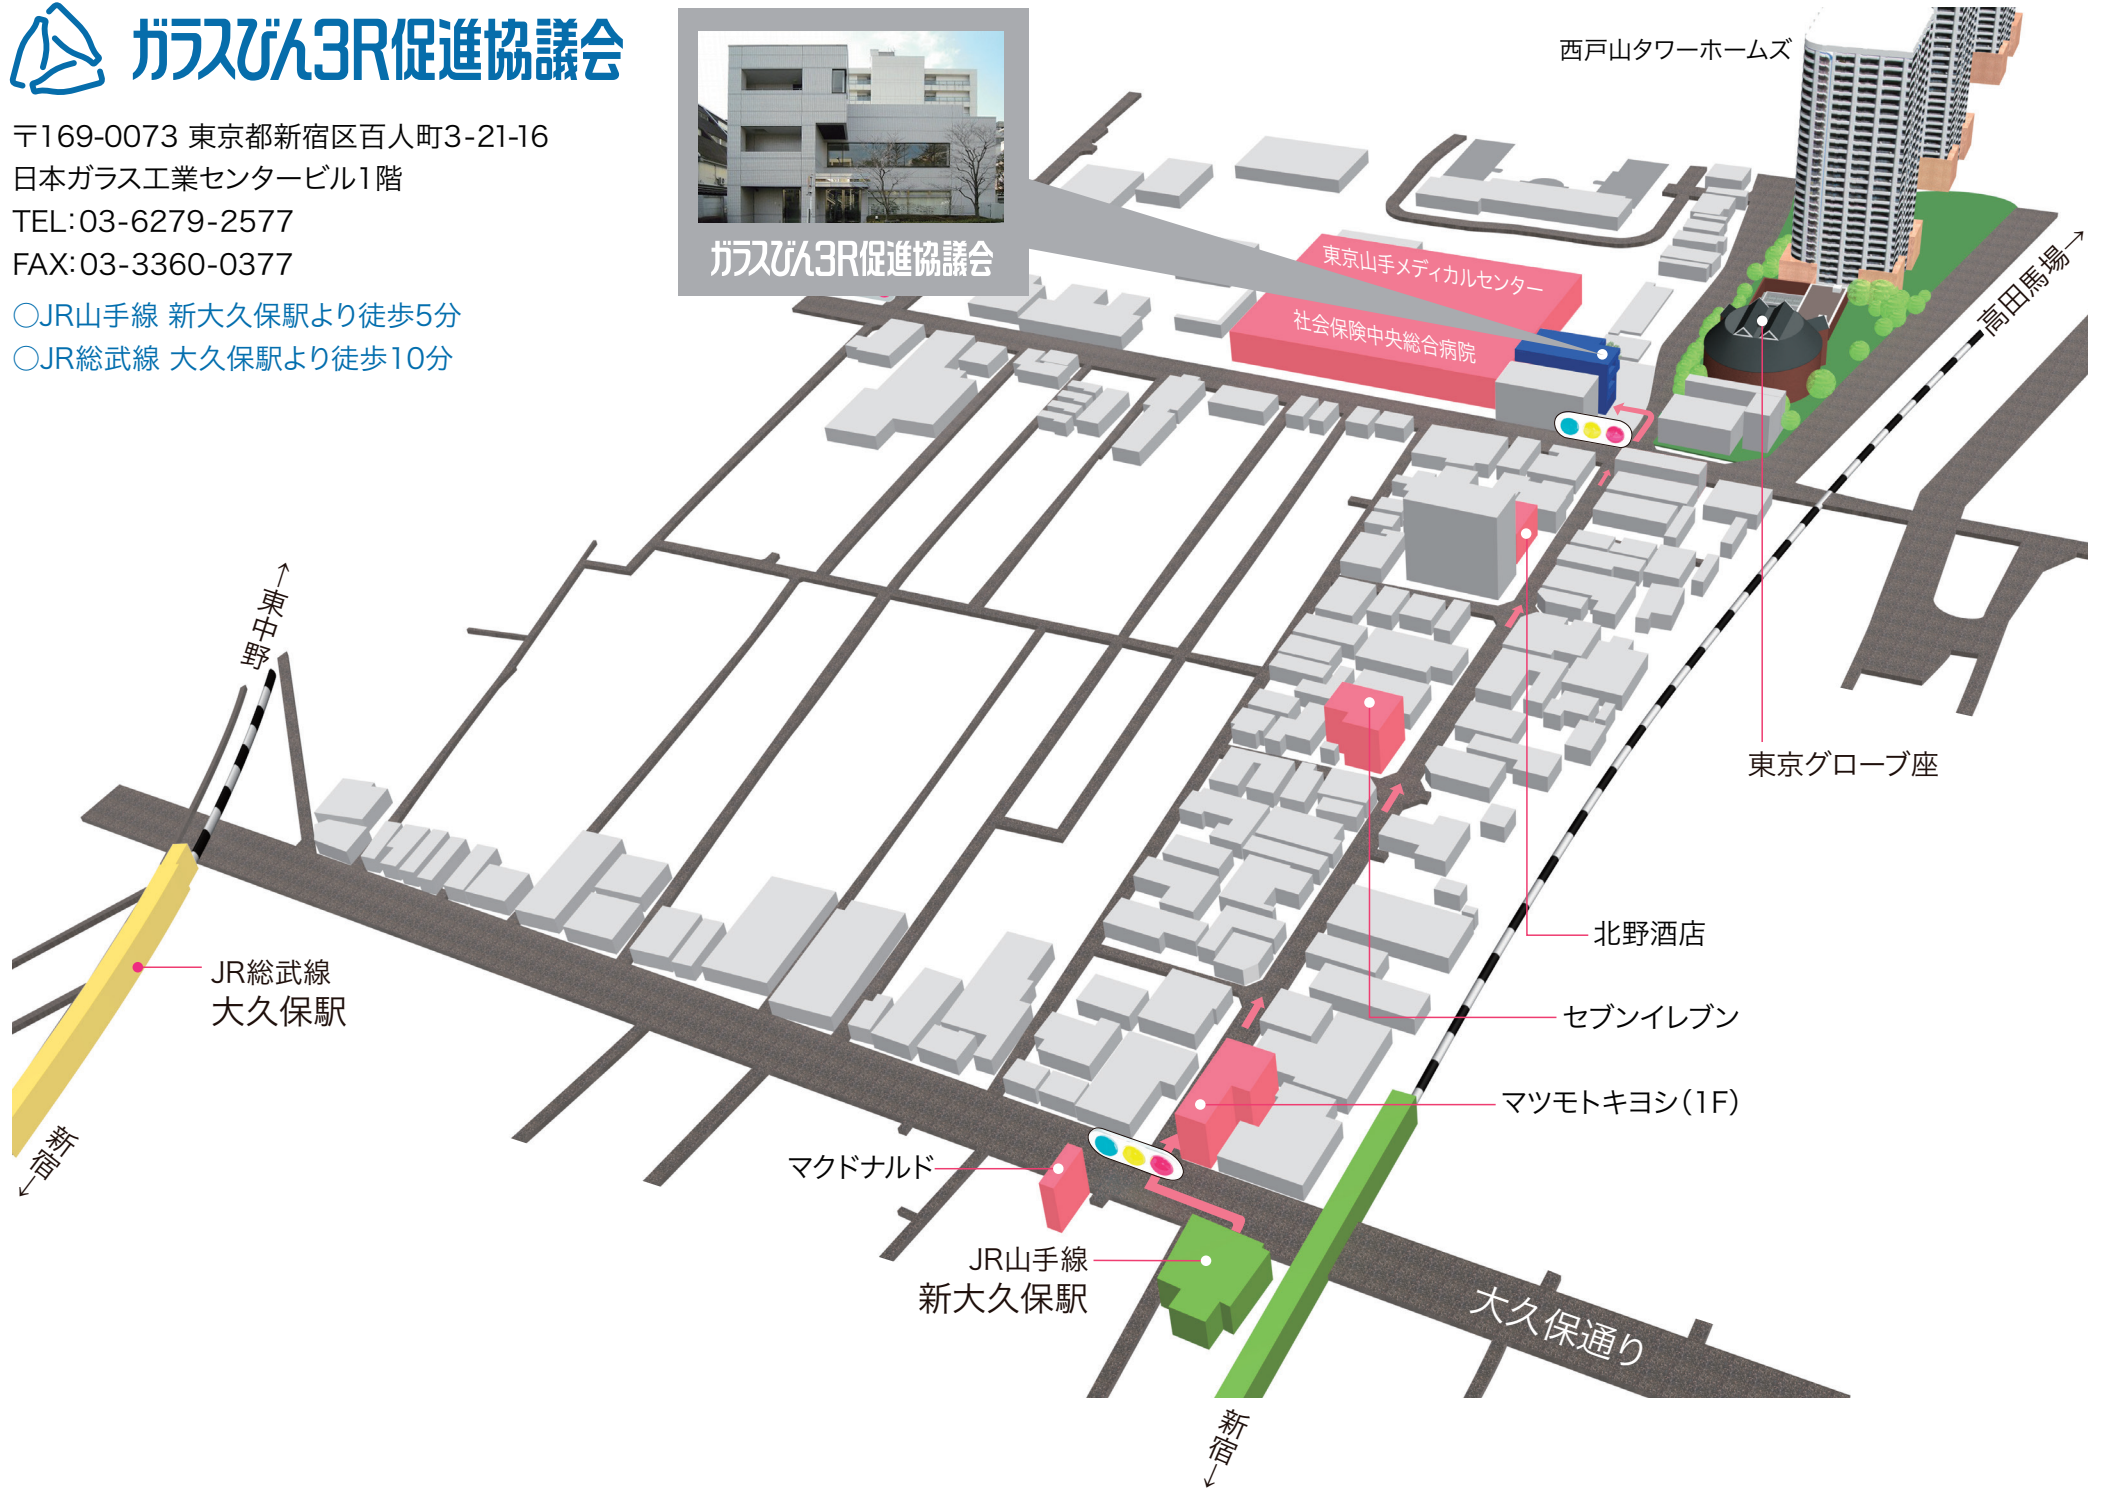 ガラスびん3R促進協議会
〒169-0073 東京都新宿区百人町3-21-16
日本ガラス工業センタービル1階
TEL:03-6279-2577
FAX:03-3360-0377
○JR山手線 新大久保駅より徒歩5分
○JR総武線 大久保駅より徒歩10分
ガラスびん3R促進協議会
西戸山タワーホームズ
東京山手メディカルセンター
社会保険中央総合病院
高田馬場→
東京グローブ座
←東中野
北野酒店
JR総武線
大久保駅
セブンイレブン
マツモトキヨシ(1F)
新宿→
マクドナルド
JR山手線
新大久保駅
大久保通り
新宿→